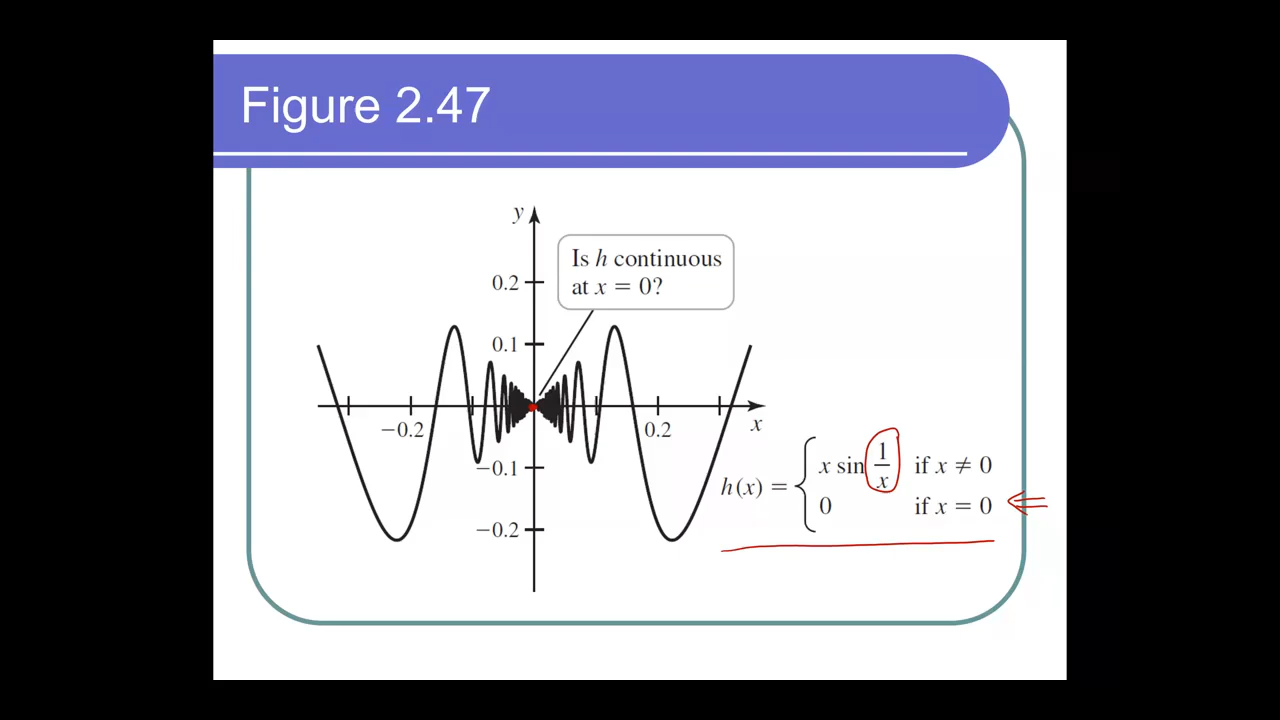 Figure 2.47
y
Is h continuous
at x = 0?
0.2
0.1
−0.2
0.2
x
−0.1
−0.2
h(x) = { x sin 1/x if x ≠ 0
0 if x = 0